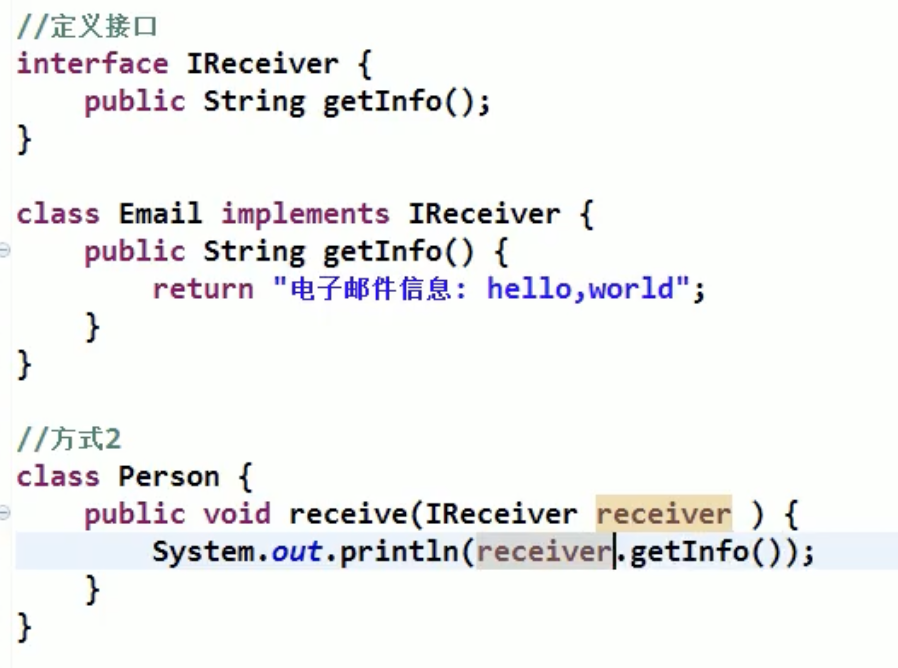 //定义接口
interface IReceiver {
    public String getInfo();
}
class Email implements IReceiver {
    public String getInfo() {
        return "电子邮件信息: hello,world";
    }
}
//方式2
class Person {
    public void receive(IReceiver receiver ) {
        System.out.println(receiver.getInfo());
    }
}